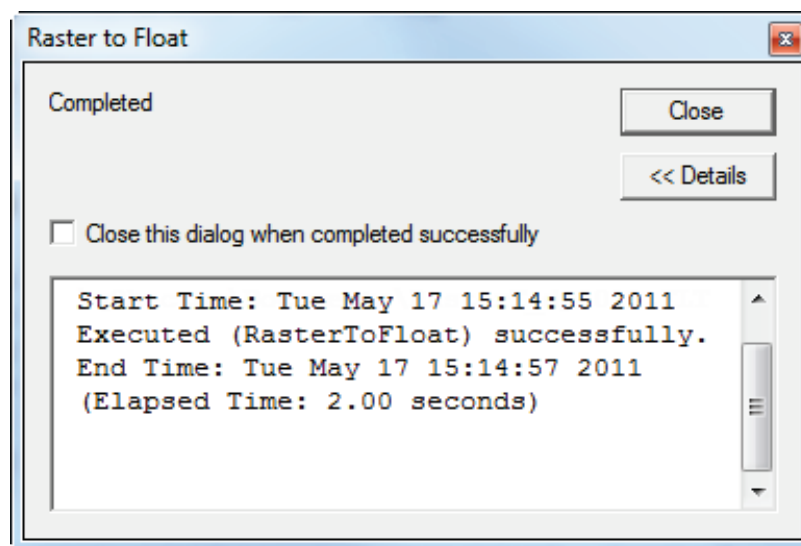 Raster to Float
Completed
Close
<< Details
Close this dialog when completed successfully
Start Time: Tue May 17 15:14:55 2011
Executed (RasterToFloat) successfully.
End Time: Tue May 17 15:14:57 2011
(Elapsed Time: 2.00 seconds)